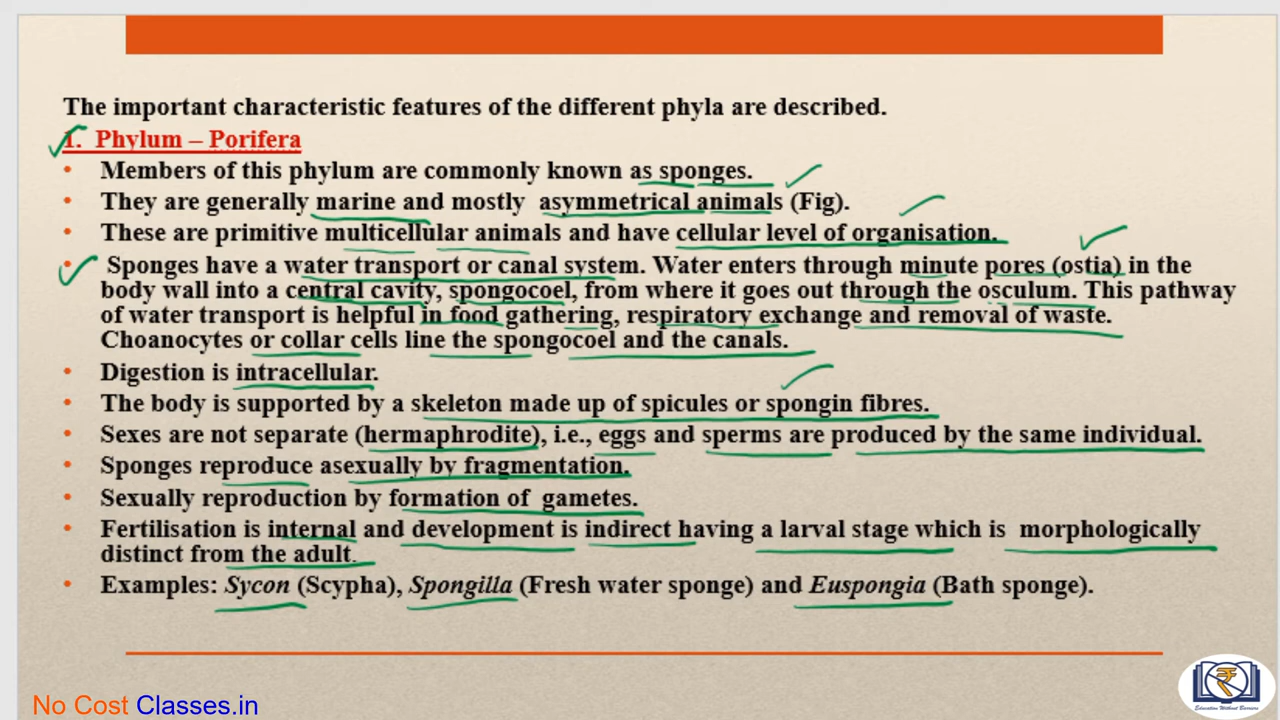 The important characteristic features of the different phyla are described.
1. Phylum – Porifera
• Members of this phylum are commonly known as sponges.
• They are generally marine and mostly asymmetrical animals (Fig).
• These are primitive multicellular animals and have cellular level of organisation.
• Sponges have a water transport or canal system. Water enters through minute pores (ostia) in the
body wall into a central cavity, spongocoel, from where it goes out through the osculum. This pathway
of water transport is helpful in food gathering, respiratory exchange and removal of waste.
Choanocytes or collar cells line the spongocoel and the canals.
• Digestion is intracellular.
• The body is supported by a skeleton made up of spicules or spongin fibres.
• Sexes are not separate (hermaphrodite), i.e., eggs and sperms are produced by the same individual.
• Sponges reproduce asexually by fragmentation.
• Sexually reproduction by formation of gametes.
• Fertilisation is internal and development is indirect having a larval stage which is morphologically
distinct from the adult.
• Examples: Sycon (Scypha), Spongilla (Fresh water sponge) and Euspongia (Bath sponge).
No Cost Classes.in
₹
Education Without Barriers